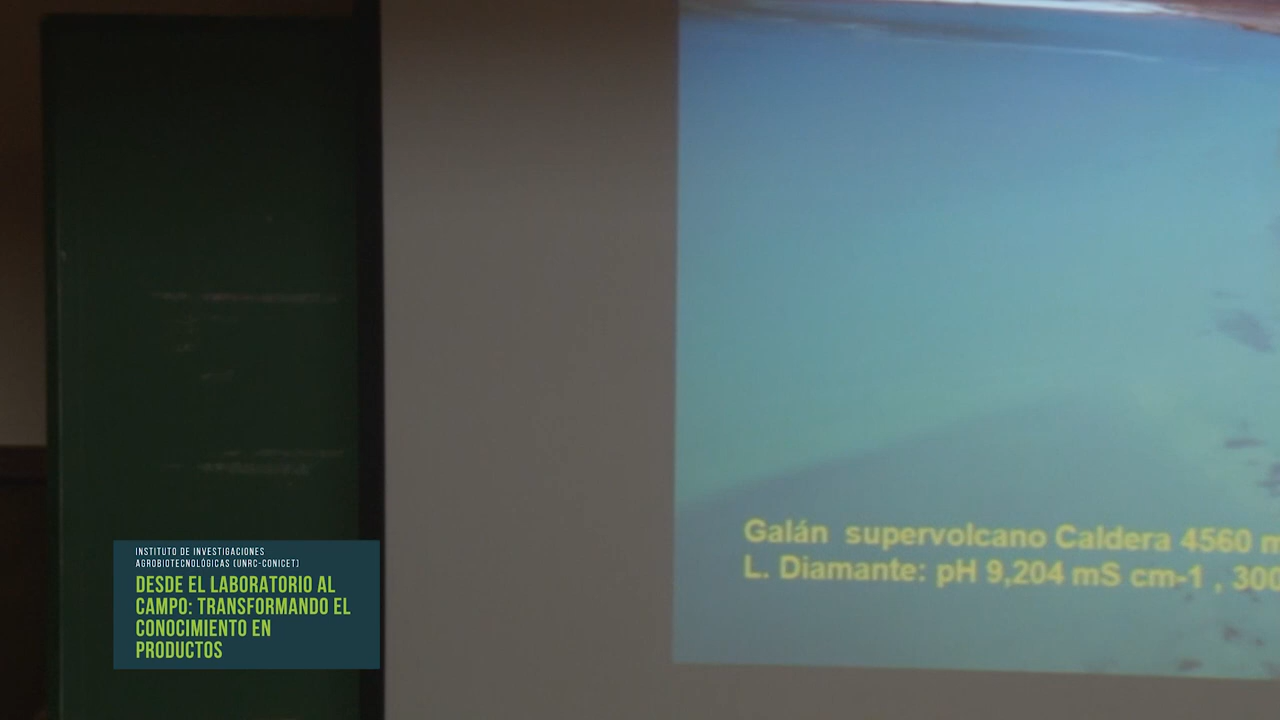 Galán supervolcano Caldera 4560 m
L. Diamante: pH 9,204 mS cm-1 , 300
INSTITUTO DE INVESTIGACIONES
AGROBIOTECNOLÓGICAS (UNRC-CONICET)
DESDE EL LABORATORIO AL
CAMPO: TRANSFORMANDO EL
CONOCIMIENTO EN
PRODUCTOS